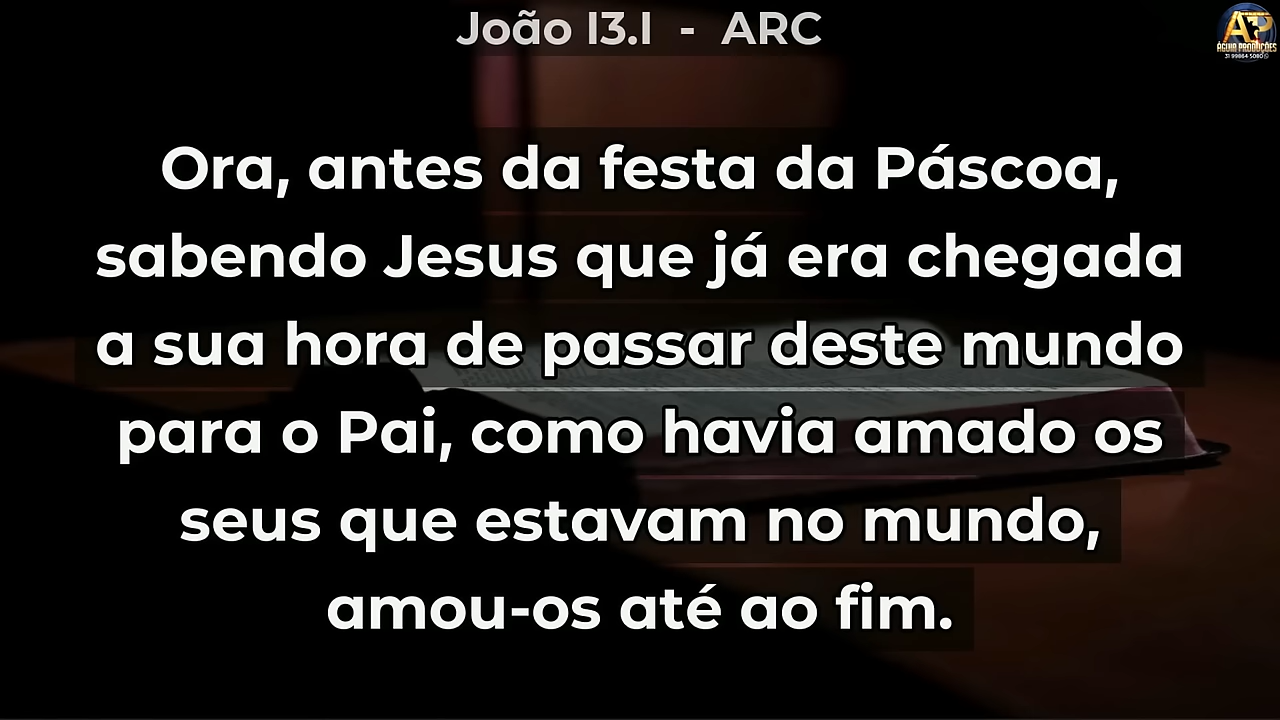 João 13.1 - ARC
Ora, antes da festa da Páscoa,
sabendo Jesus que já era chegada
a sua hora de passar deste mundo
para o Pai, como havia amado os
seus que estavam no mundo,
amou-os até ao fim.
ÁGUIA PRODUÇÕES